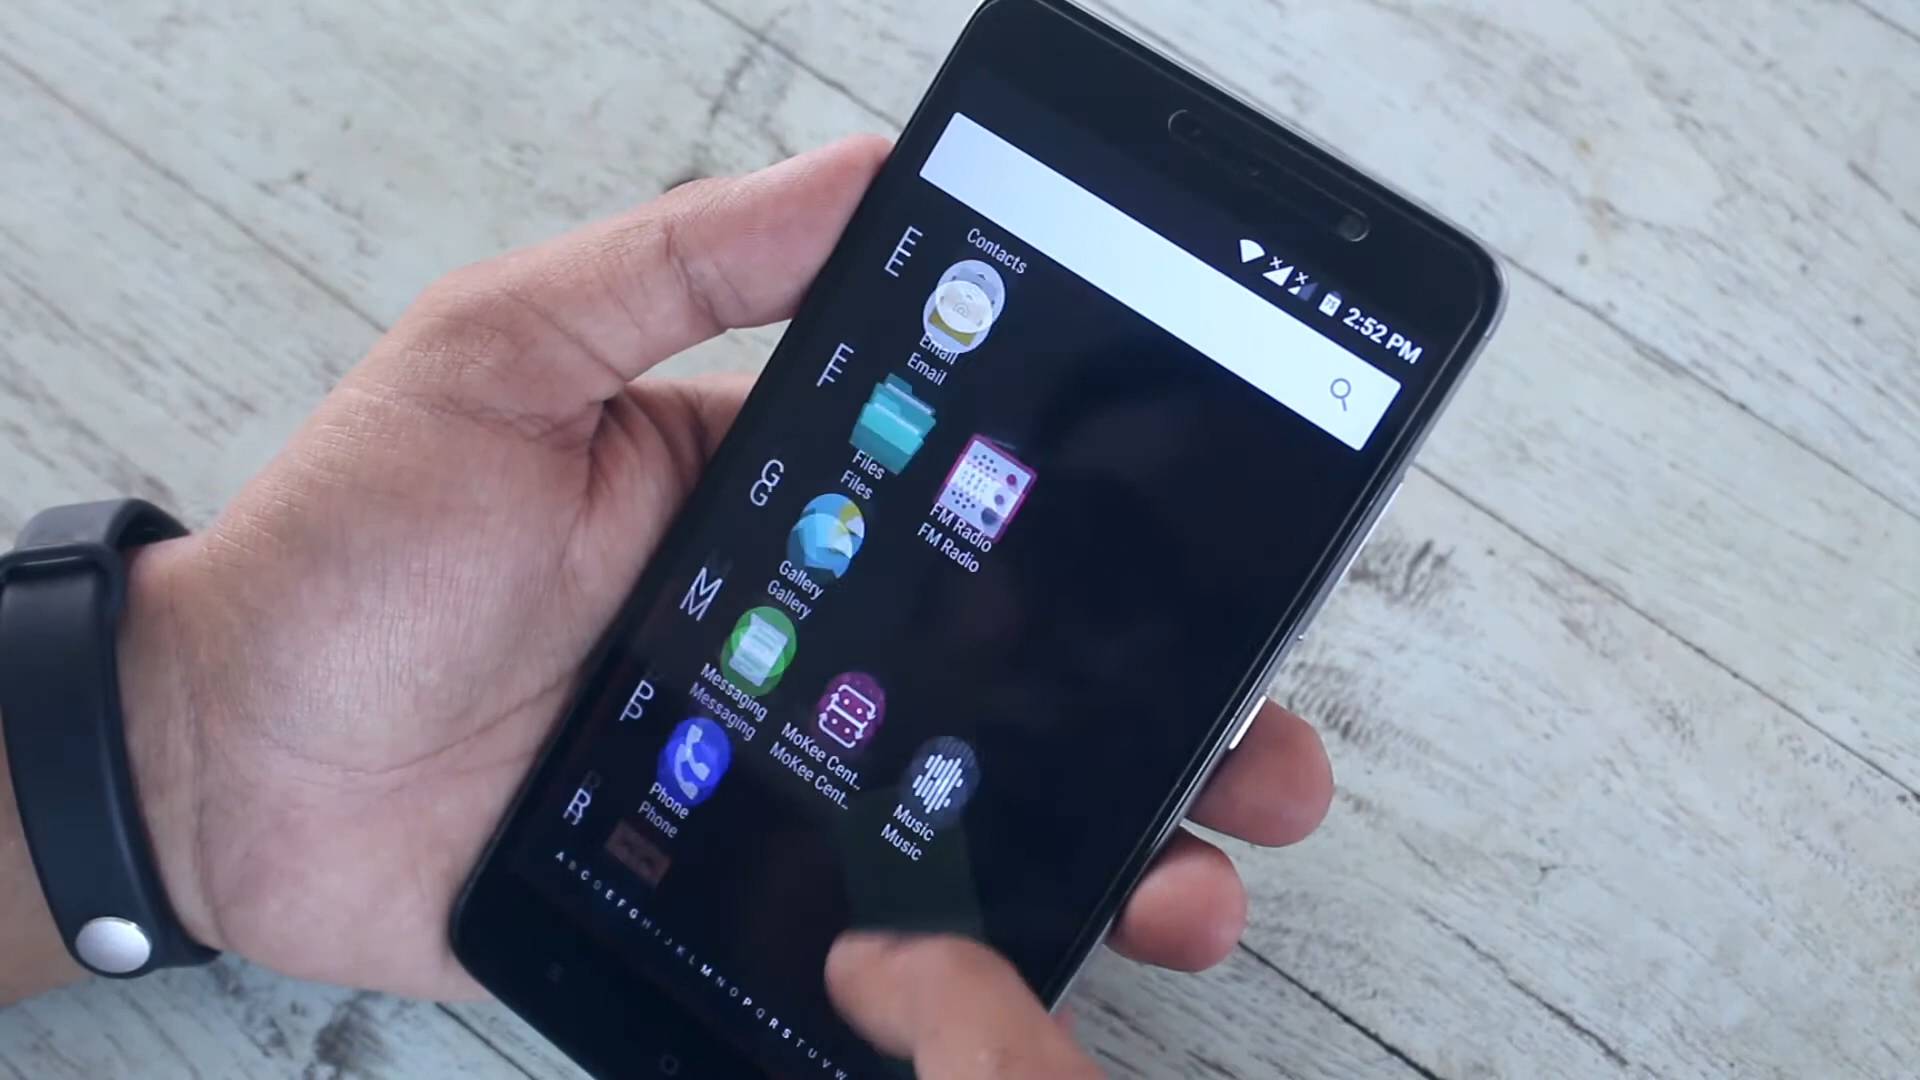 2:52 PM
Contacts
E
E
Email
Email
F
F
Files
Files
FM Radio
FM Radio
G
G
Gallery
Gallery
M
M
Messaging
Messaging
MoKee Cent..
MoKee Cent..
Music
Music
P
P
Phone
Phone
R
R
A B C D E F G H I J K L M N O P Q R S T U V W